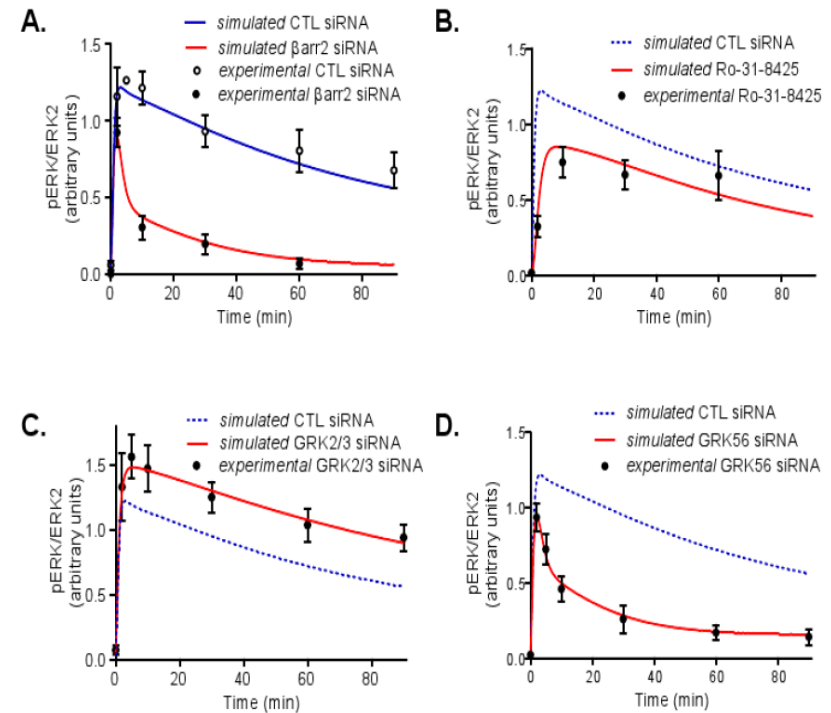 A.
simulated CTL siRNA
simulated βarr2 siRNA
experimental CTL siRNA
experimental βarr2 siRNA
pERK/ERK2
(arbitrary units)
1.5
1.0
0.5
0.0
0 20 40 60 80
Time (min)
B.
simulated CTL siRNA
simulated Ro-31-8425
experimental Ro-31-8425
pERK/ERK2
(arbitrary units)
1.5
1.0
0.5
0.0
0 20 40 60 80
Time (min)
C.
simulated CTL siRNA
simulated GRK2/3 siRNA
experimental GRK2/3 siRNA
pERK/ERK2
(arbitrary units)
1.5
1.0
0.5
0.0
0 20 40 60 80
Time (min)
D.
simulated CTL siRNA
simulated GRK56 siRNA
experimental GRK56 siRNA
pERK/ERK2
(arbitrary units)
1.5
1.0
0.5
0.0
0 20 40 60 80
Time (min)